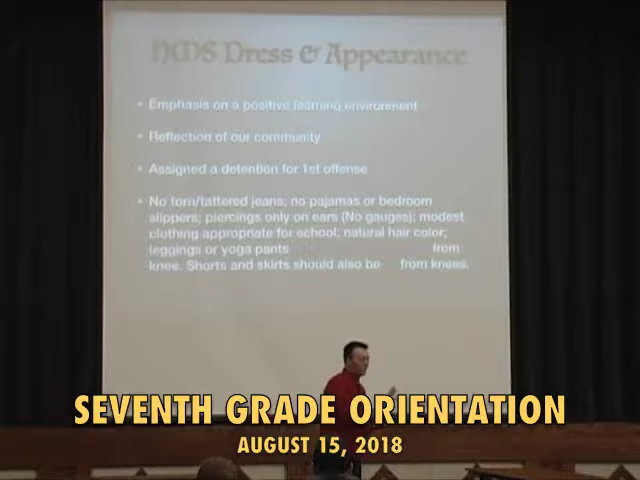 NMS Dress & Appearance
• Emphasis on a positive learning environment
• Reflection of our community
• Assigned a detention for 1st offense
• No torn/tattered jeans; no pajamas or bedroom
slippers; piercings only on ears (No gauges); modest
clothing appropriate for school; natural hair color;
leggings or yoga pants from
knee. Shorts and skirts should also be from knees.
SEVENTH GRADE ORIENTATION
AUGUST 15, 2018